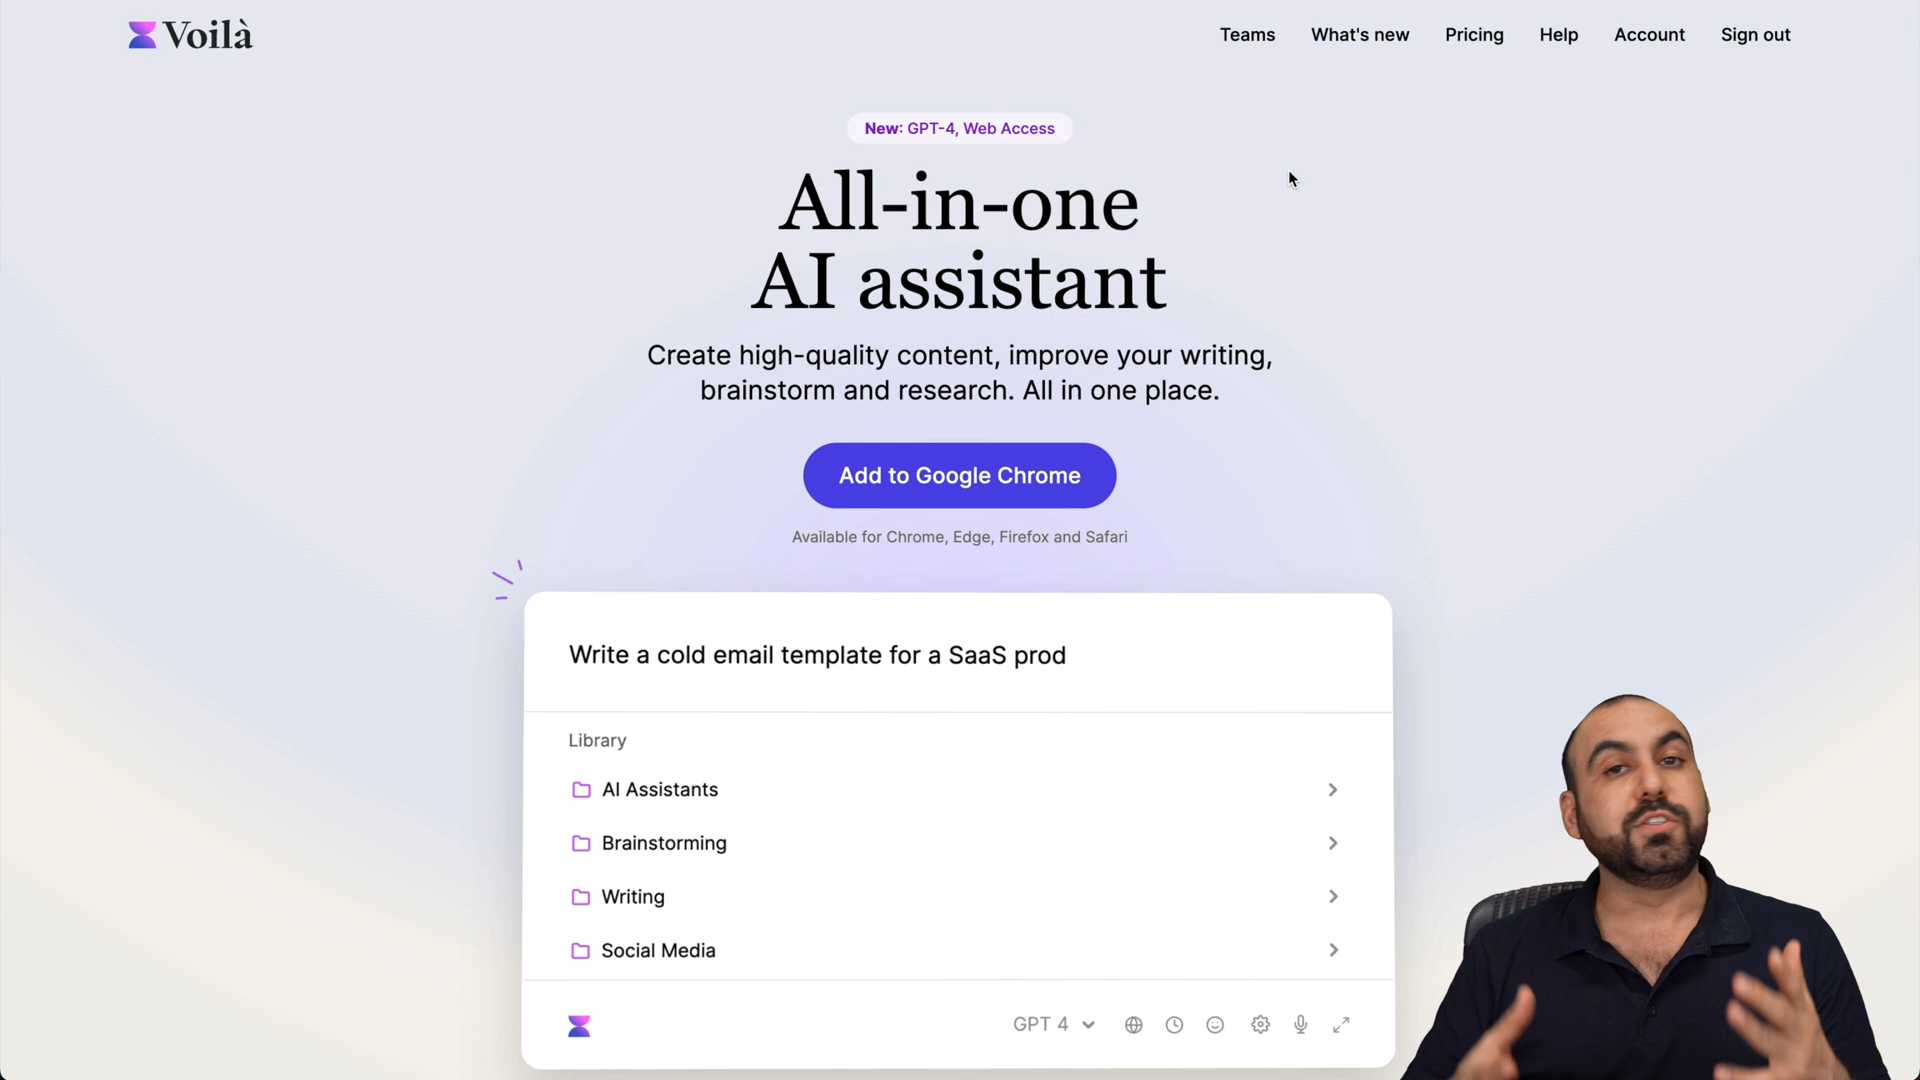 Voilà
Teams
What's new
Pricing
Help
Account
Sign out
New: GPT-4, Web Access
All-in-one
AI assistant
Create high-quality content, improve your writing,
brainstorm and research. All in one place.
Add to Google Chrome
Available for Chrome, Edge, Firefox and Safari
Write a cold email template for a SaaS prod
Library
AI Assistants
Brainstorming
Writing
Social Media
GPT 4